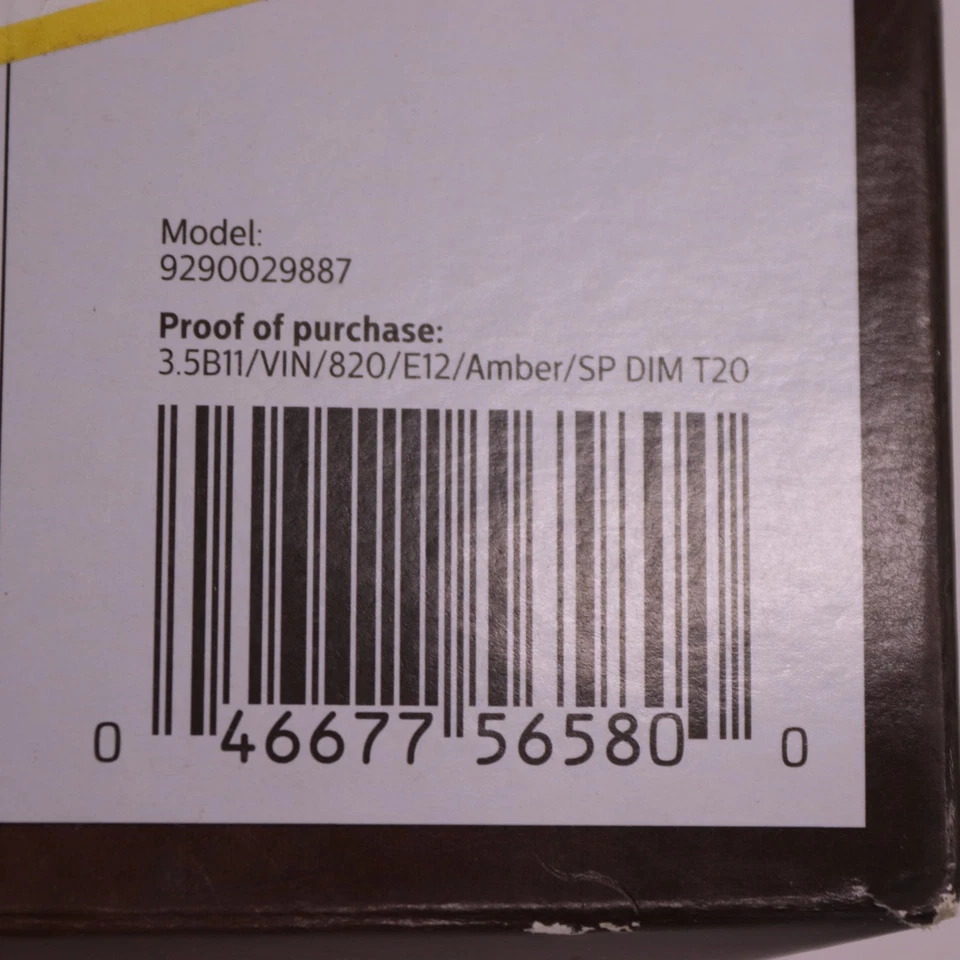 Model:
9290029887
Proof of purchase:
3.5B11/VIN/820/E12/Amber/SP DIM T20
0 46677 56580 0